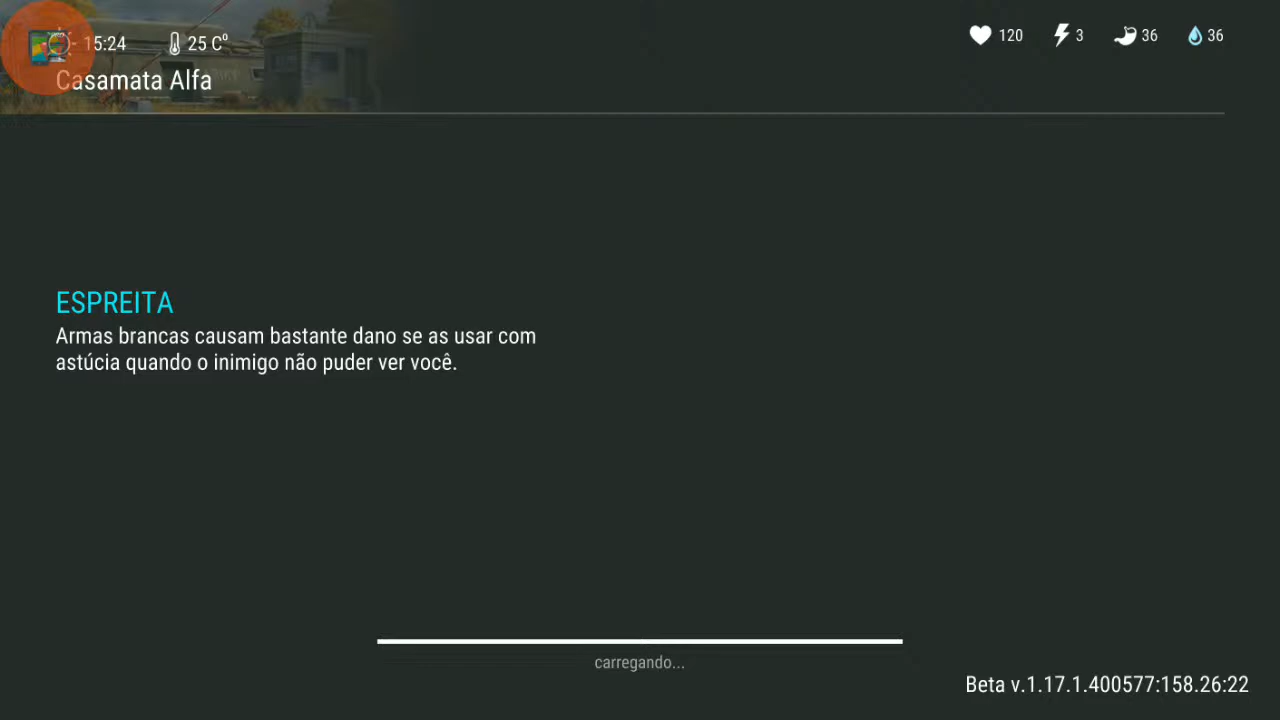 15:24 25 Cº
120 3 36 36
Casamata Alfa
ESPREITA
Armas brancas causam bastante dano se as usar com
astúcia quando o inimigo não puder ver você.
carregando...
Beta v.1.17.1.400577:158.26:22